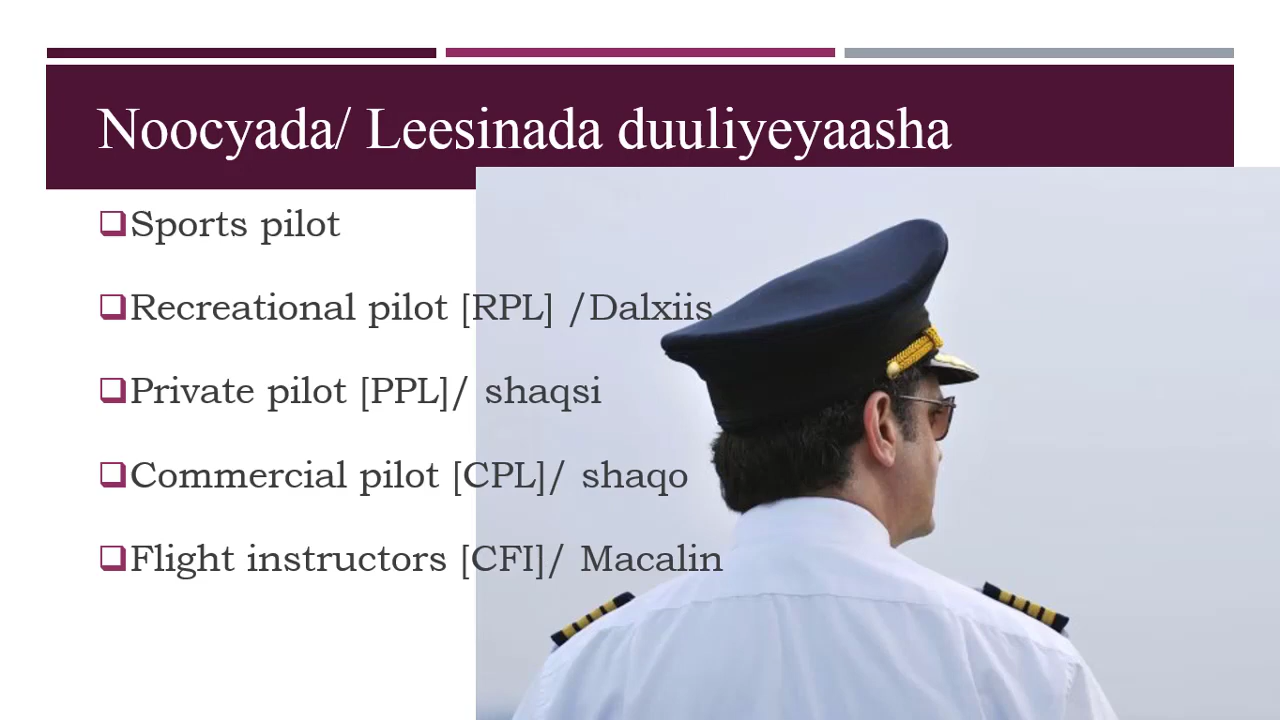 Noocyada/ Leesinada duuliyeyaasha
Sports pilot
Recreational pilot [RPL] /Dalxiis
Private pilot [PPL]/ shaqsi
Commercial pilot [CPL]/ shaqo
Flight instructors [CFI]/ Macalin